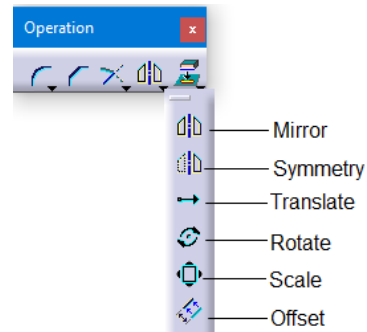 Operation
x
Mirror
Symmetry
Translate
Rotate
Scale
Offset